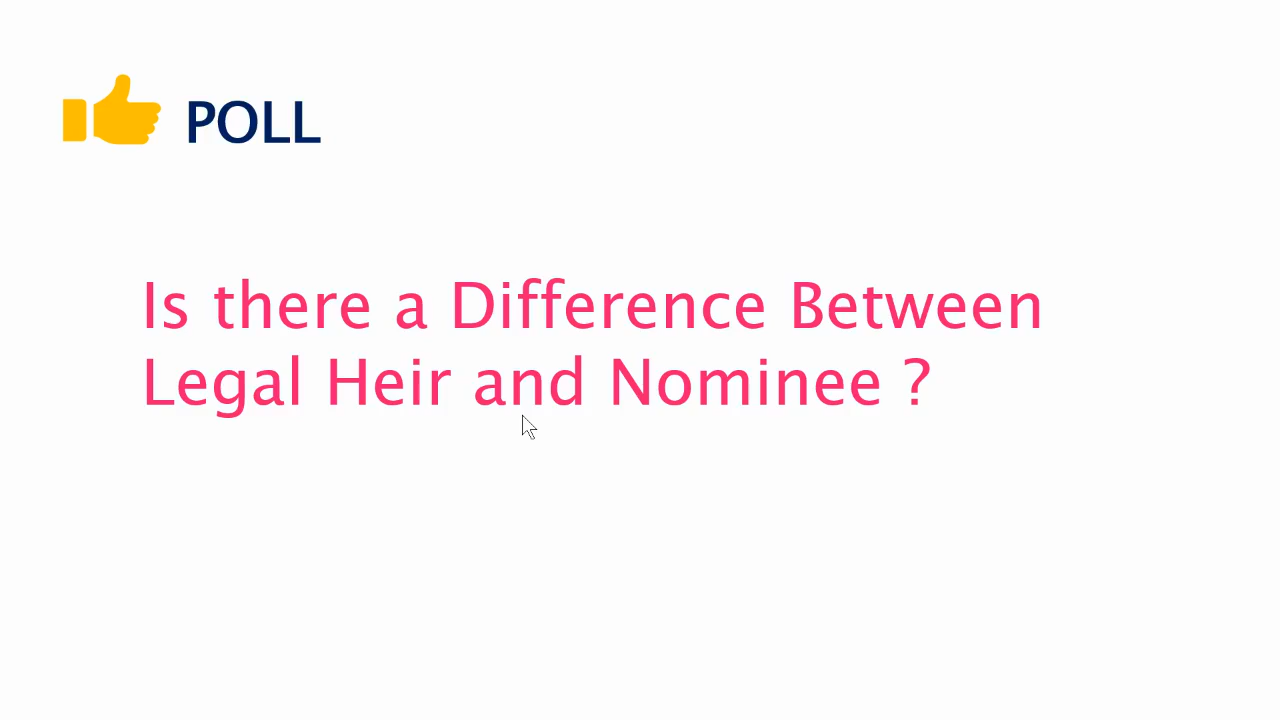 POLL
Is there a Difference Between
Legal Heir and Nominee ?